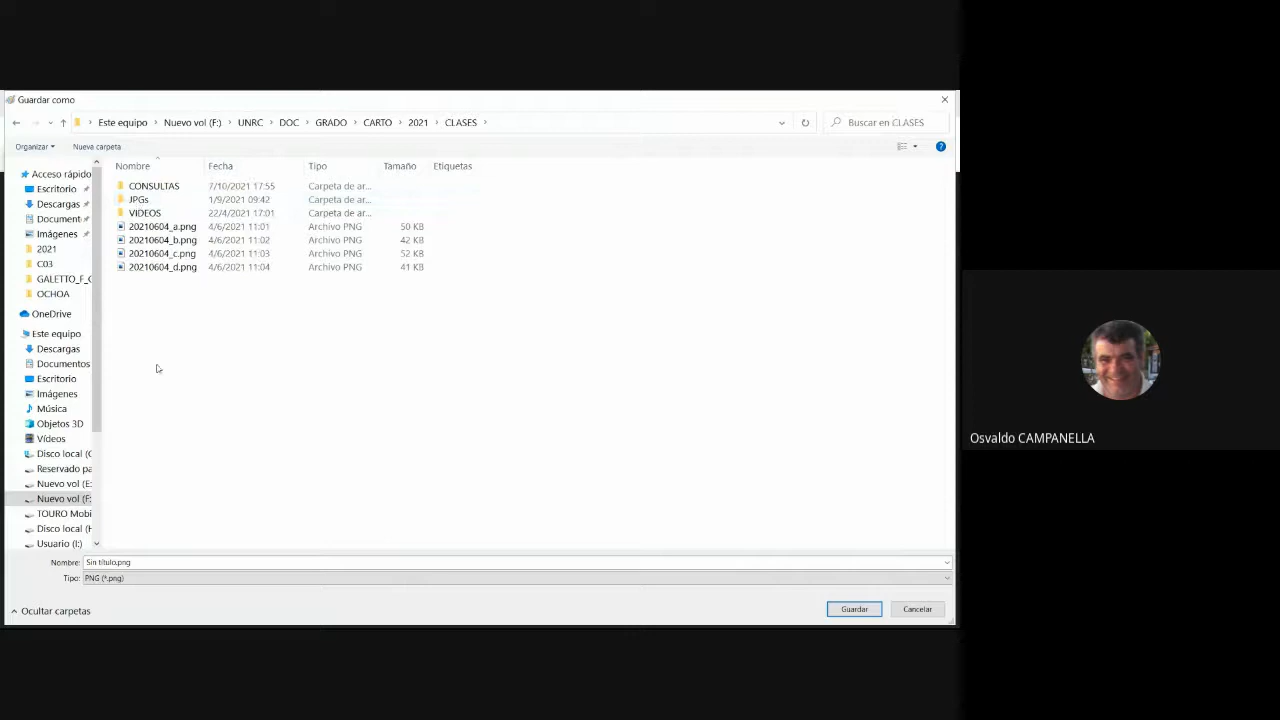 Guardar como
Este equipo > Nuevo vol (F:) > UNRC > DOC > GRADO > CARTO > 2021 > CLASES >
Buscar en CLASES
Organizar
Nueva carpeta
Acceso rápido
Escritorio
Descargas
Document
Imágenes
2021
C03
GALETTO_F_
OCHOA
OneDrive
Este equipo
Descargas
Documentos
Escritorio
Imágenes
Música
Objetos 3D
Vídeos
Disco local (
Reservado pa
Nuevo vol (E:
Nuevo vol (F:
TOURO Mobi
Disco local (
Usuario (I:)
Nombre Fecha Tipo Tamaño Etiquetas
CONSULTAS 7/10/2021 17:55 Carpeta de ar...
JPGs 1/9/2021 09:42 Carpeta de ar...
VIDEOS 22/4/2021 17:01 Carpeta de ar...
20210604_a.png 4/6/2021 11:01 Archivo PNG 50 KB
20210604_b.png 4/6/2021 11:02 Archivo PNG 42 KB
20210604_c.png 4/6/2021 11:03 Archivo PNG 52 KB
20210604_d.png 4/6/2021 11:04 Archivo PNG 41 KB
Nombre: Sin título.png
Tipo: PNG (*.png)
Ocultar carpetas
Guardar
Cancelar
Osvaldo CAMPANELLA